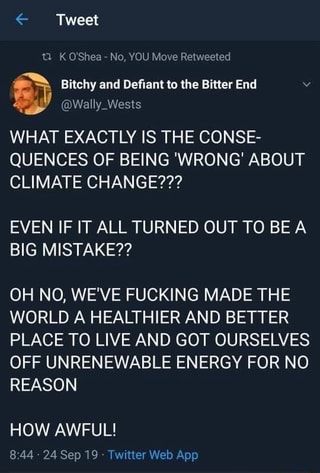 Tweet
K O'Shea - No, YOU Move Retweeted
Bitchy and Defiant to the Bitter End
@Wally_Wests
WHAT EXACTLY IS THE CONSE-
QUENCES OF BEING 'WRONG' ABOUT
CLIMATE CHANGE???
EVEN IF IT ALL TURNED OUT TO BE A
BIG MISTAKE??
OH NO, WE'VE FUCKING MADE THE
WORLD A HEALTHIER AND BETTER
PLACE TO LIVE AND GOT OURSELVES
OFF UNRENEWABLE ENERGY FOR NO
REASON
HOW AWFUL!
8:44 · 24 Sep 19 · Twitter Web App